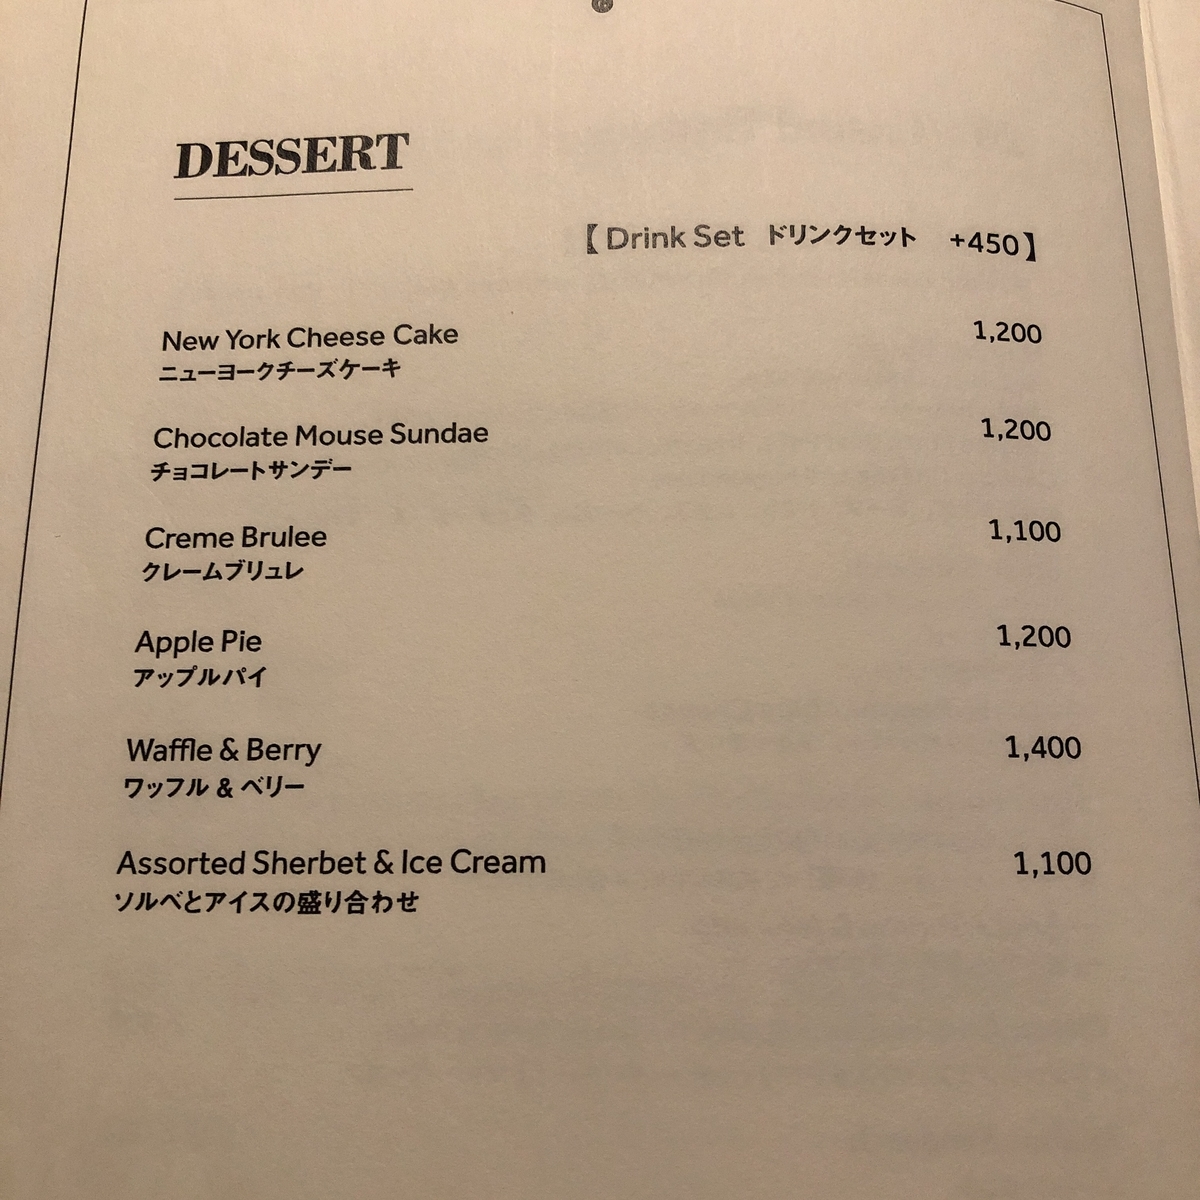 DESSERT
【 Drink Set ドリンクセット +450】
New York Cheese Cake 1,200
ニューヨークチーズケーキ
Chocolate Mouse Sundae 1,200
チョコレートサンデー
Creme Brulee 1,100
クレームブリュレ
Apple Pie 1,200
アップルパイ
Waffle & Berry 1,400
ワッフル & ベリー
Assorted Sherbet & Ice Cream 1,100
ソルベとアイスの盛り合わせ